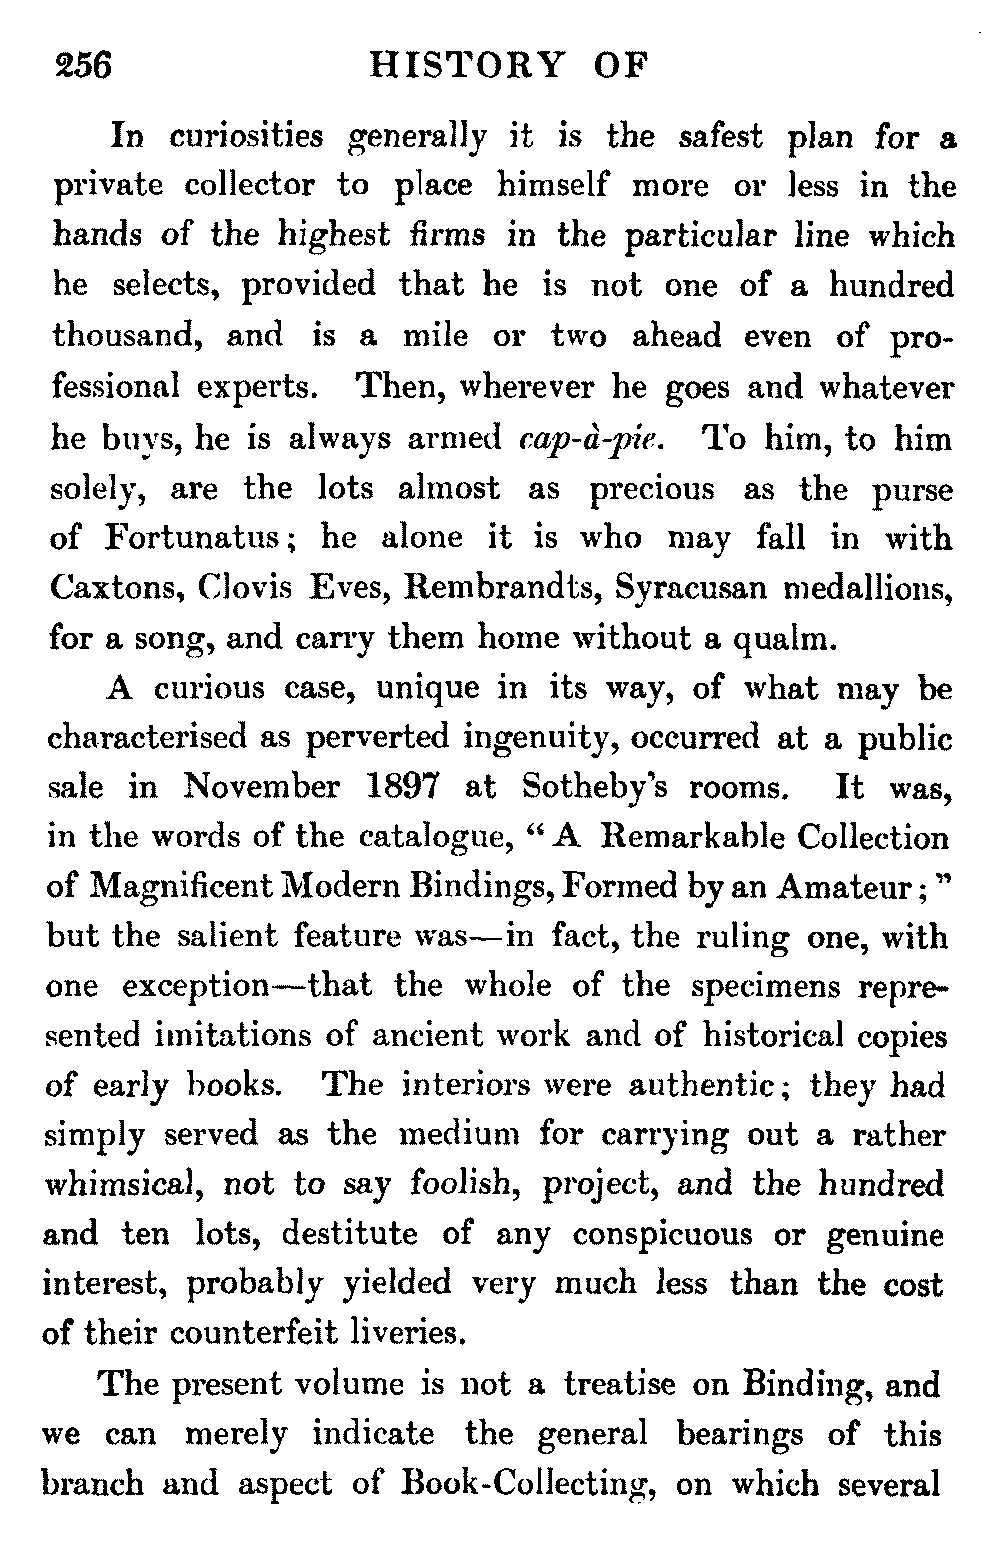 256 HISTORY OF
In curiosities generally it is the safest plan for a
private collector to place himself more or less in the
hands of the highest firms in the particular line which
he selects, provided that he is not one of a hundred
thousand, and is a mile or two ahead even of pro-
fessional experts. Then, wherever he goes and whatever
he buys, he is always armed cap-à-pie. To him, to him
solely, are the lots almost as precious as the purse
of Fortunatus; he alone it is who may fall in with
Caxtons, Clovis Eves, Rembrandts, Syracusan medallions,
for a song, and carry them home without a qualm.
A curious case, unique in its way, of what may be
characterised as perverted ingenuity, occurred at a public
sale in November 1897 at Sotheby's rooms. It was,
in the words of the catalogue, "A Remarkable Collection
of Magnificent Modern Bindings, Formed by an Amateur;"
but the salient feature was—in fact, the ruling one, with
one exception—that the whole of the specimens repre-
sented imitations of ancient work and of historical copies
of early books. The interiors were authentic; they had
simply served as the medium for carrying out a rather
whimsical, not to say foolish, project, and the hundred
and ten lots, destitute of any conspicuous or genuine
interest, probably yielded very much less than the cost
of their counterfeit liveries.
The present volume is not a treatise on Binding, and
we can merely indicate the general bearings of this
branch and aspect of Book-Collecting, on which several